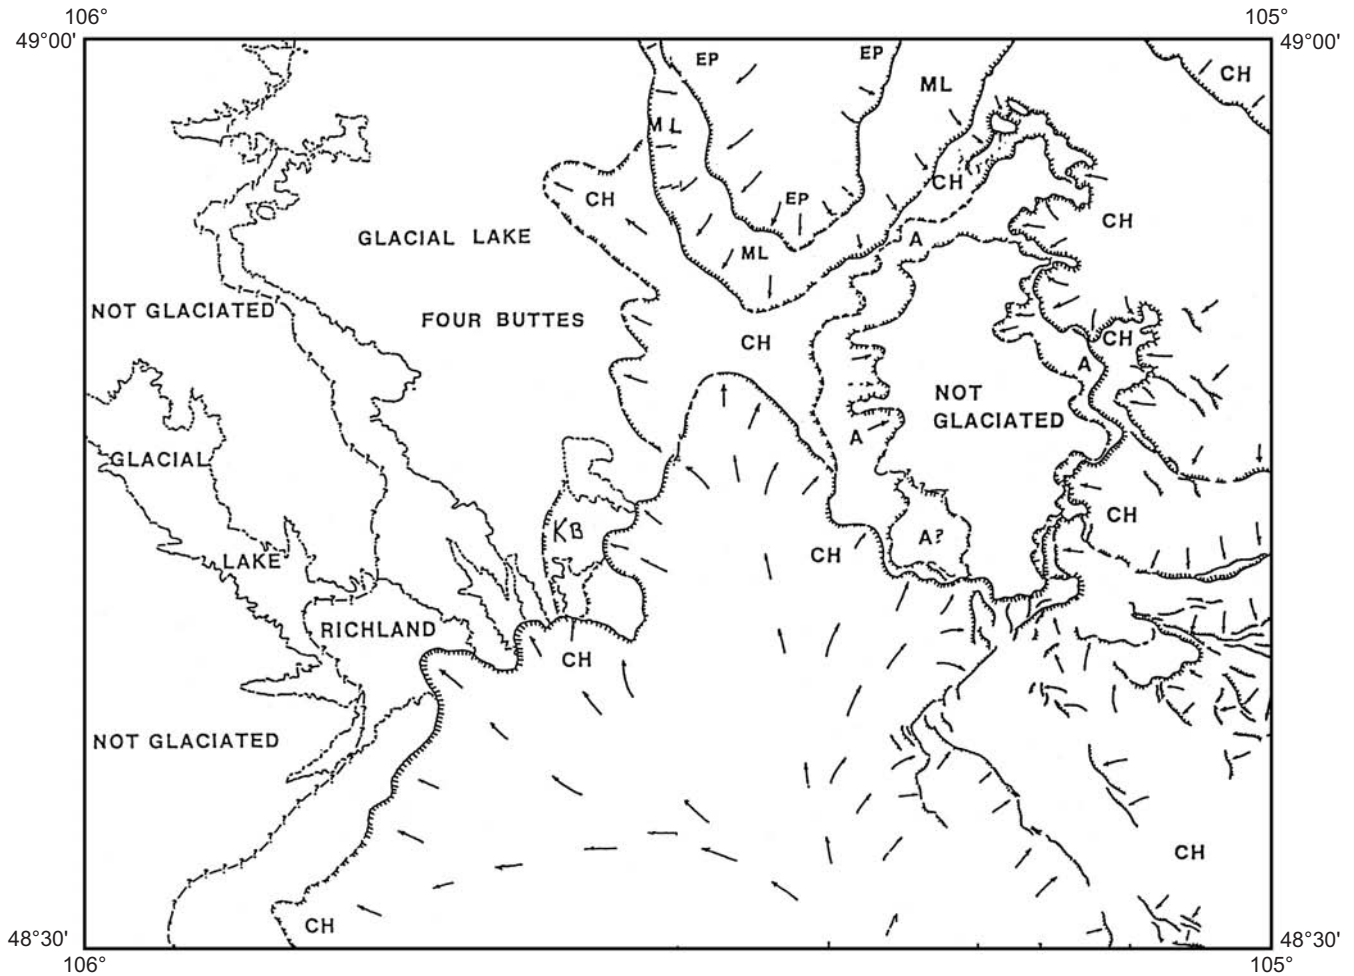 106° 105°
49°00' 49°00'
EP EP CH
ML
ML
CH CH
EP CH
GLACIAL LAKE A
ML
NOT GLACIATED FOUR BUTTES
CH CH
A
NOT
GLACIATED
A
GLACIAL
CH
KB A?
LAKE CH
RICHLAND
CH
NOT GLACIATED
CH
CH
48°30' 48°30'
106° 105°